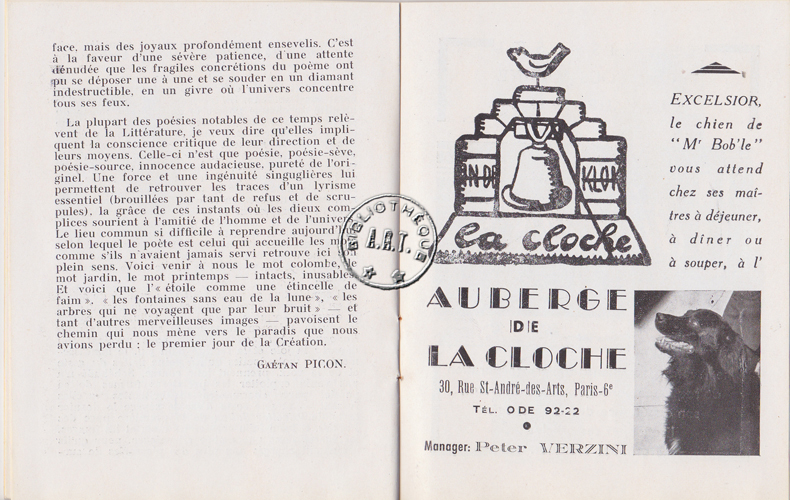 face, mais des joyaux profondément ensevelis. C'est
à la faveur d'une sévère patience, d'une attente
dénudée que les fragiles concrétions du poème ont
pu se déposer une à une et se souder en un diamant
indestructible, en un givre où l'univers concentre
tous ses feux.
La plupart des poésies notables de ce temps relè-
vent de la Littérature, je veux dire qu'elles impli-
quent la conscience critique de leur direction et de
leurs moyens. Celle-ci n'est que poésie, poésie-sève,
poésie-source, innocence audacieuse, pureté de l'ori-
ginel. Une force et une ingénuité singuglières lui
permettent de retrouver les traces d'un lyrisme
essentiel (brouillées par tant de refus et de scru-
pules), la grâce de ces instants où les dieux com-
plices sourient à l'amitié de l'homme et de l'univers
Le lieu commun si difficile à reprendre aujourd'
selon lequel le poète est celui qui accueille les
comme s'ils n'avaient jamais servi retrouve ici
plein sens. Voici venir à nous le mot colombe, le
mot jardin, le mot printemps — intacts, inusables
Et voici que l'« étoile comme une étincelle de
faim », « les fontaines sans eau de la lune », « les
arbres qui ne voyagent que par leur bruit » — et
tant d'autres merveilleuses images — pavoisent le
chemin qui nous mène vers le paradis que nous
avions perdu : le premier jour de la Création.
GAÉTAN PICON.
BIBLIOTHÈQUE
A.R.T.
IN DE KLOK
la cloche
EXCELSIOR,
le chien de
"Mr Bob'le"
vous attend
chez ses maî-
tres à déjeuner,
à dîner ou
à souper, à l'
AUBERGE
DE
LA CLOCHE
30, Rue St-André-des-Arts, Paris-6e
TÉL. ODE 92-22
Manager: Peter VERZINI